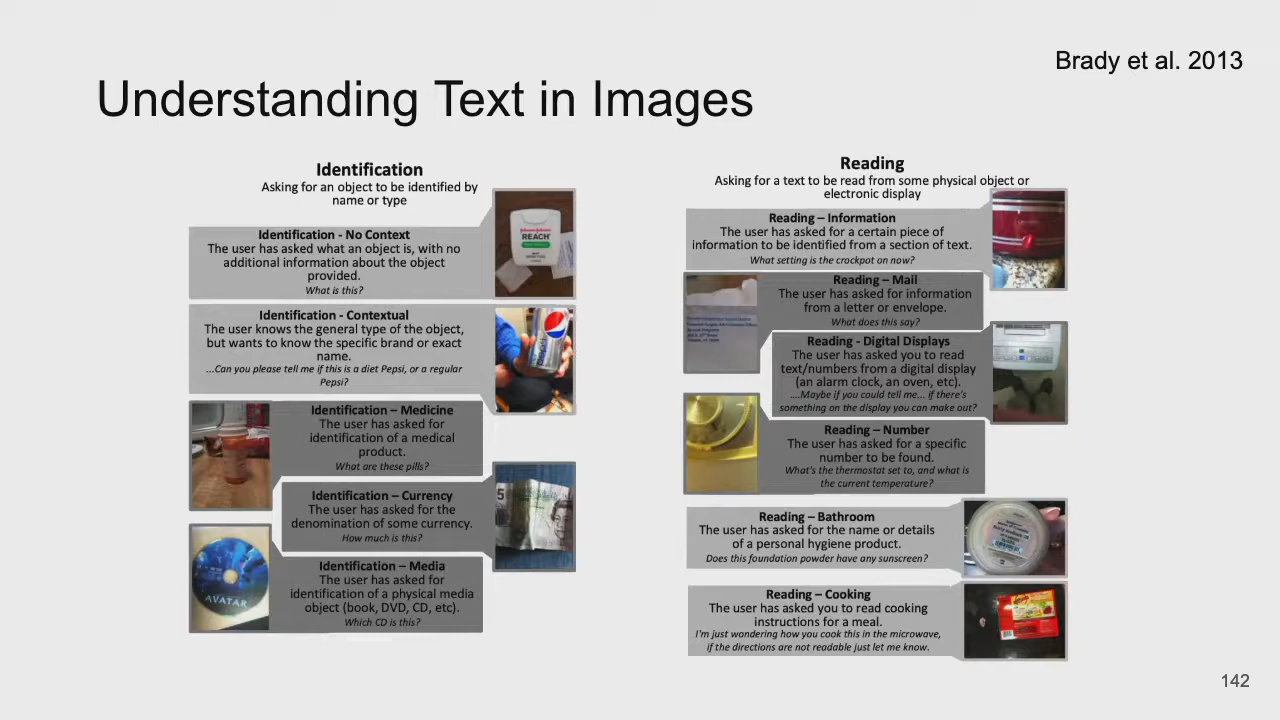 Brady et al. 2013
Understanding Text in Images
Identification
Asking for an object to be identified by
name or type
Identification - No Context
The user has asked what an object is, with no
additional information about the object
provided.
What is this?
REACH
Identification - Contextual
The user knows the general type of the object,
but wants to know the specific brand or exact
name.
...Can you please tell me if this is a diet Pepsi, or a regular
Pepsi?
Identification – Medicine
The user has asked for
identification of a medical
product.
What are these pills?
Identification – Currency
The user has asked for the
denomination of some currency.
How much is this?
5
Identification – Media
The user has asked for
identification of a physical media
object (book, DVD, CD, etc).
Which CD is this?
AVATAR
Reading
Asking for a text to be read from some physical object or
electronic display
Reading – Information
The user has asked for a certain piece of
information to be identified from a section of text.
What setting is the crockpot on now?
Reading – Mail
The user has asked for information
from a letter or envelope.
What does this say?
Reading - Digital Displays
The user has asked you to read
text/numbers from a digital display
(an alarm clock, an oven, etc).
....Maybe if you could tell me... if there's
something on the display you can make out?
Reading – Number
The user has asked for a specific
number to be found.
What's the thermostat set to, and what is
the current temperature?
Reading – Bathroom
The user has asked for the name or details
of a personal hygiene product.
Does this foundation powder have any sunscreen?
Reading – Cooking
The user has asked you to read cooking
instructions for a meal.
I'm just wondering how you cook this in the microwave,
if the directions are not readable just let me know.
142